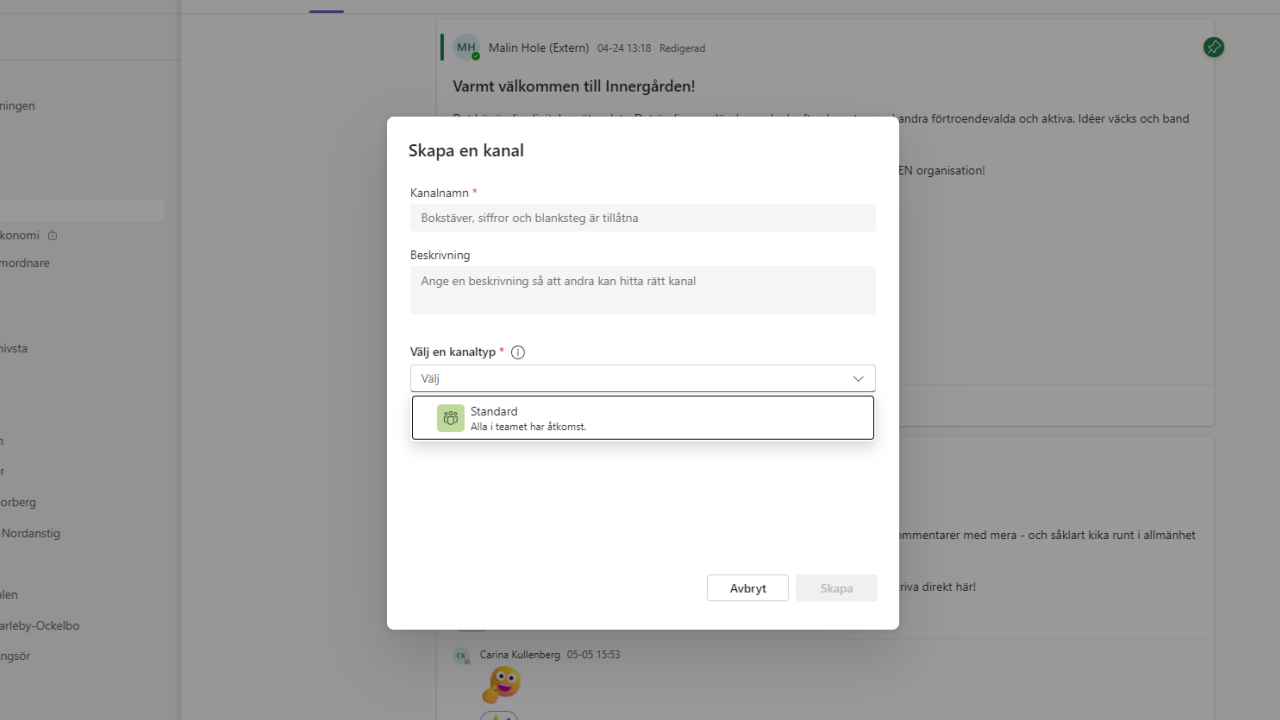 MH Malin Hole (Extern) 04-24 13:18 Redigerad
Varmt välkommen till Innergården!
andra förtroendevalda och aktiva. Idéer väcks och band
EN organisation!
ningen
konomi
mordnare
nivsta
n
r
orberg
-Nordanstig
alen
arleby-Ockelbo
ngsör
Skapa en kanal
Kanalnamn *
Bokstäver, siffror och blanksteg är tillåtna
Beskrivning
Ange en beskrivning så att andra kan hitta rätt kanal
Välj en kanaltyp *
Välj
Standard
Alla i teamet har åtkomst.
Avbryt Skapa
ommentarer med mera - och såklart kika runt i allmänhet
riva direkt här!
CK Carina Kullenberg 05-05 15:53